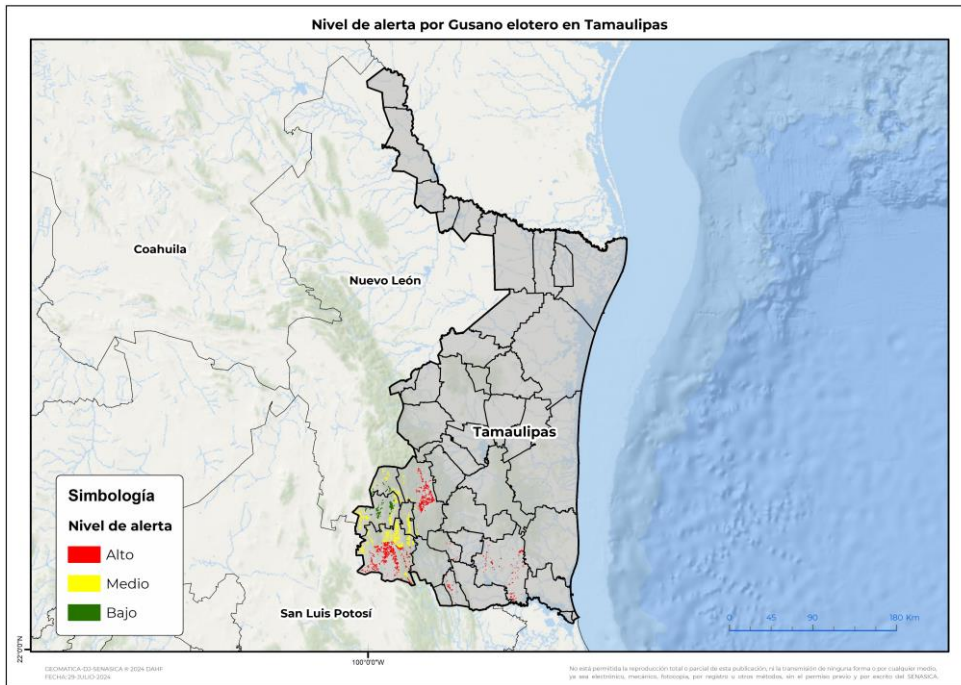 Nivel de alerta por Gusano elotero en Tamaulipas
Coahuila
Nuevo León
Tamaulipas
San Luis Potosí
Simbología
Nivel de alerta
Alto
Medio
Bajo
0 45 90 180 Km
22°0'0"N
100°0'0"W
GEOMATICA-DJ-SENASICA ® 2024 DAHF
FECHA:29-JULIO-2024
No está permitida la reproducción total o parcial de esta publicación, ni la transmisión de ninguna forma o por cualquier medio,
ya sea electrónico, mecánico, fotocopia, por registro u otros métodos, sin el permiso previo y por escrito del SENASICA.